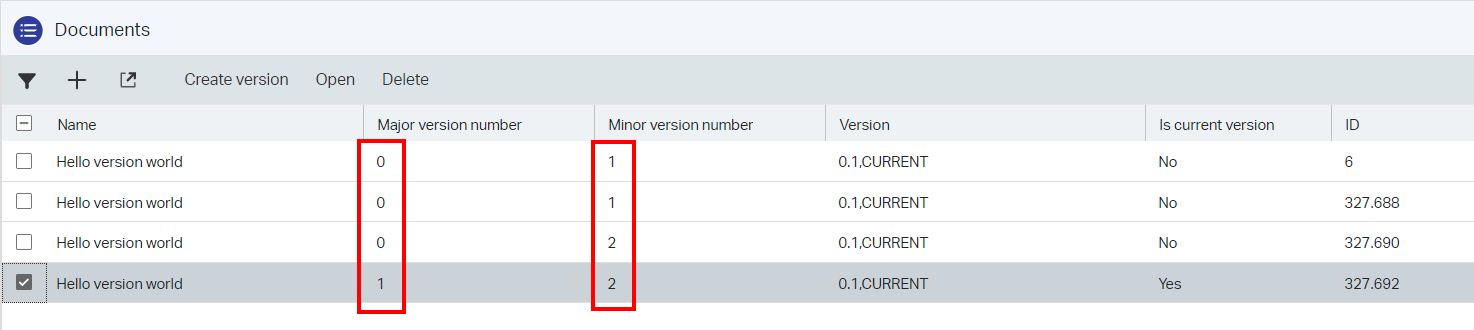 Documents
Create version Open Delete
Name Major version number Minor version number Version Is current version ID
Hello version world 0 1 0.1,CURRENT No 6
Hello version world 0 1 0.1,CURRENT No 327.688
Hello version world 0 2 0.1,CURRENT No 327.690
Hello version world 1 2 0.1,CURRENT Yes 327.692